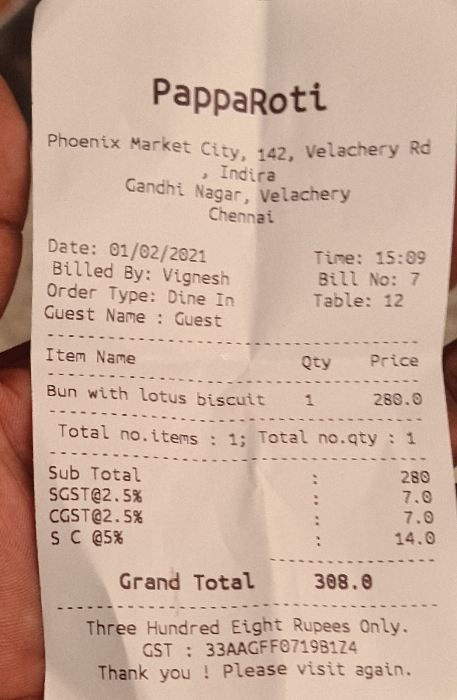 PappaRoti
Phoenix Market City, 142, Velachery Rd
, Indira
Gandhi Nagar, Velachery
Chennai
Date: 01/02/2021 Time: 15:09
Billed By: Vignesh Bill No: 7
Order Type: Dine In Table: 12
Guest Name : Guest
Item Name Qty Price
Bun with lotus biscuit 1 280.0
Total no.items : 1; Total no.qty : 1
Sub Total : 280
SGST@2.5% : 7.0
CGST@2.5% : 7.0
S C @5% : 14.0
Grand Total 308.0
Three Hundred Eight Rupees Only.
GST : 33AAGFF0719B1Z4
Thank you ! Please visit again.